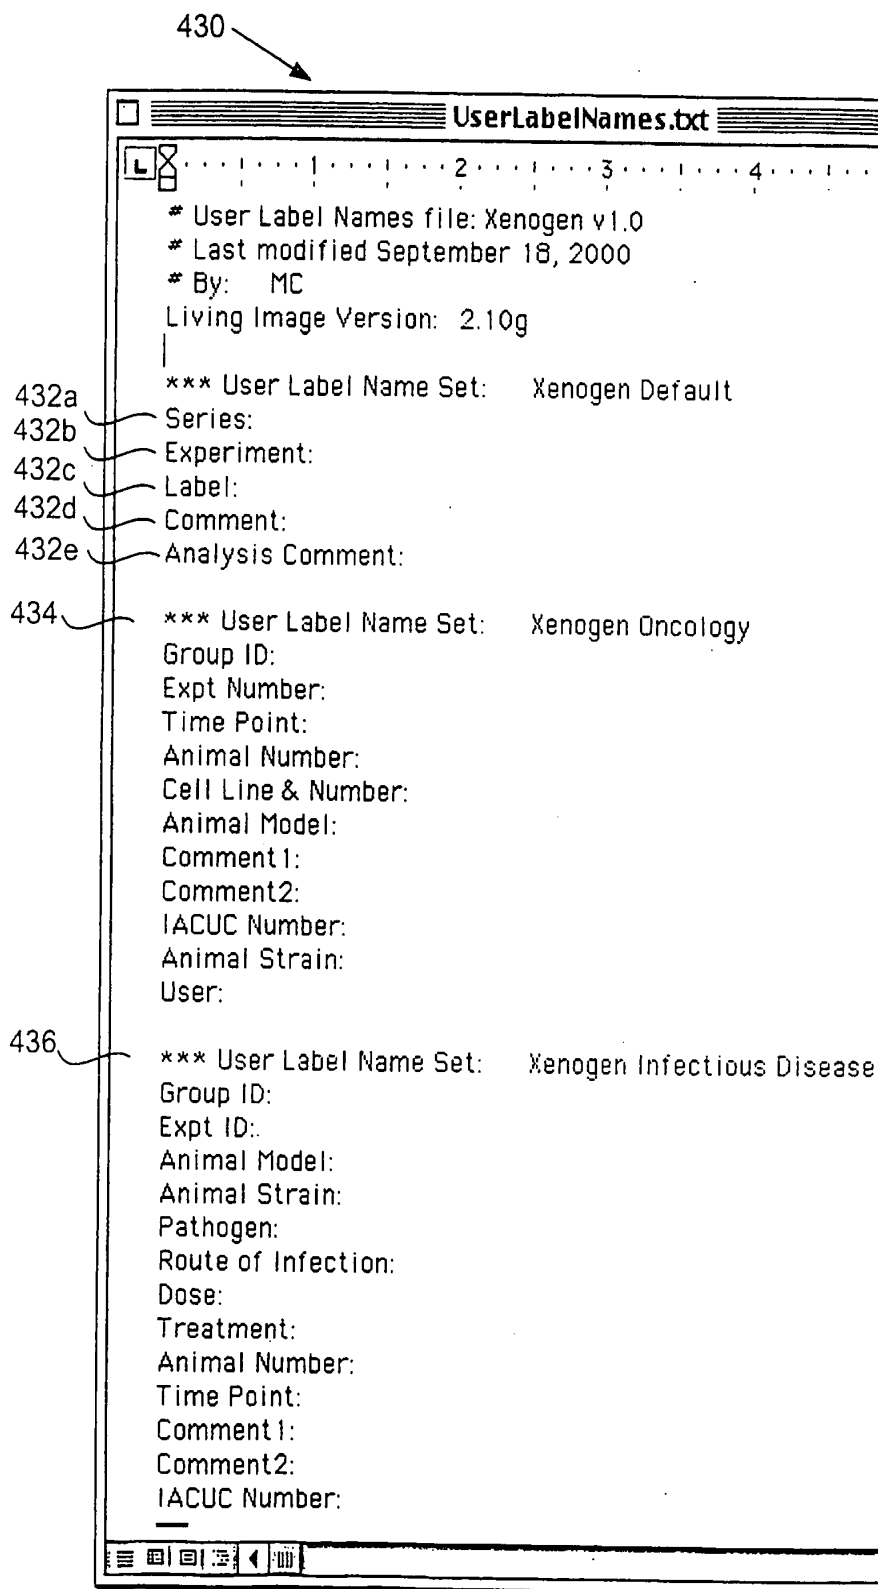 430
UserLabelNames.txt
1 2 3 4
# User Label Names file: Xenogen v1.0
# Last modified September 18, 2000
# By: MC
Living Image Version: 2.10g
*** User Label Name Set: Xenogen Default
432a Series:
432b Experiment:
432c Label:
432d Comment:
432e Analysis Comment:
434 *** User Label Name Set: Xenogen Oncology
Group ID:
Expt Number:
Time Point:
Animal Number:
Cell Line & Number:
Animal Model:
Comment1:
Comment2:
IACUC Number:
Animal Strain:
User:
436 *** User Label Name Set: Xenogen Infectious Disease
Group ID:
Expt ID:
Animal Model:
Animal Strain:
Pathogen:
Route of Infection:
Dose:
Treatment:
Animal Number:
Time Point:
Comment1:
Comment2:
IACUC Number: